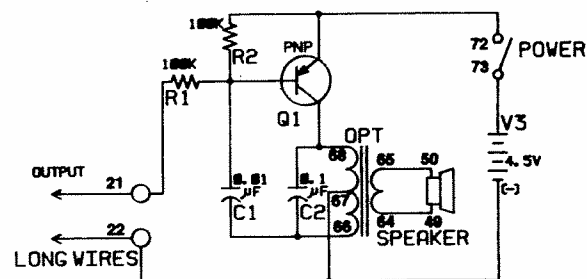 100K
R2
PNP
72
73
POWER
100K
R1
Q1
V3
OPT
68
65
50
4.5V
(-)
OUTPUT
21
0.01
µF
C1
0.1
µF
C2
67
66
64
49
SPEAKER
22
LONG WIRES